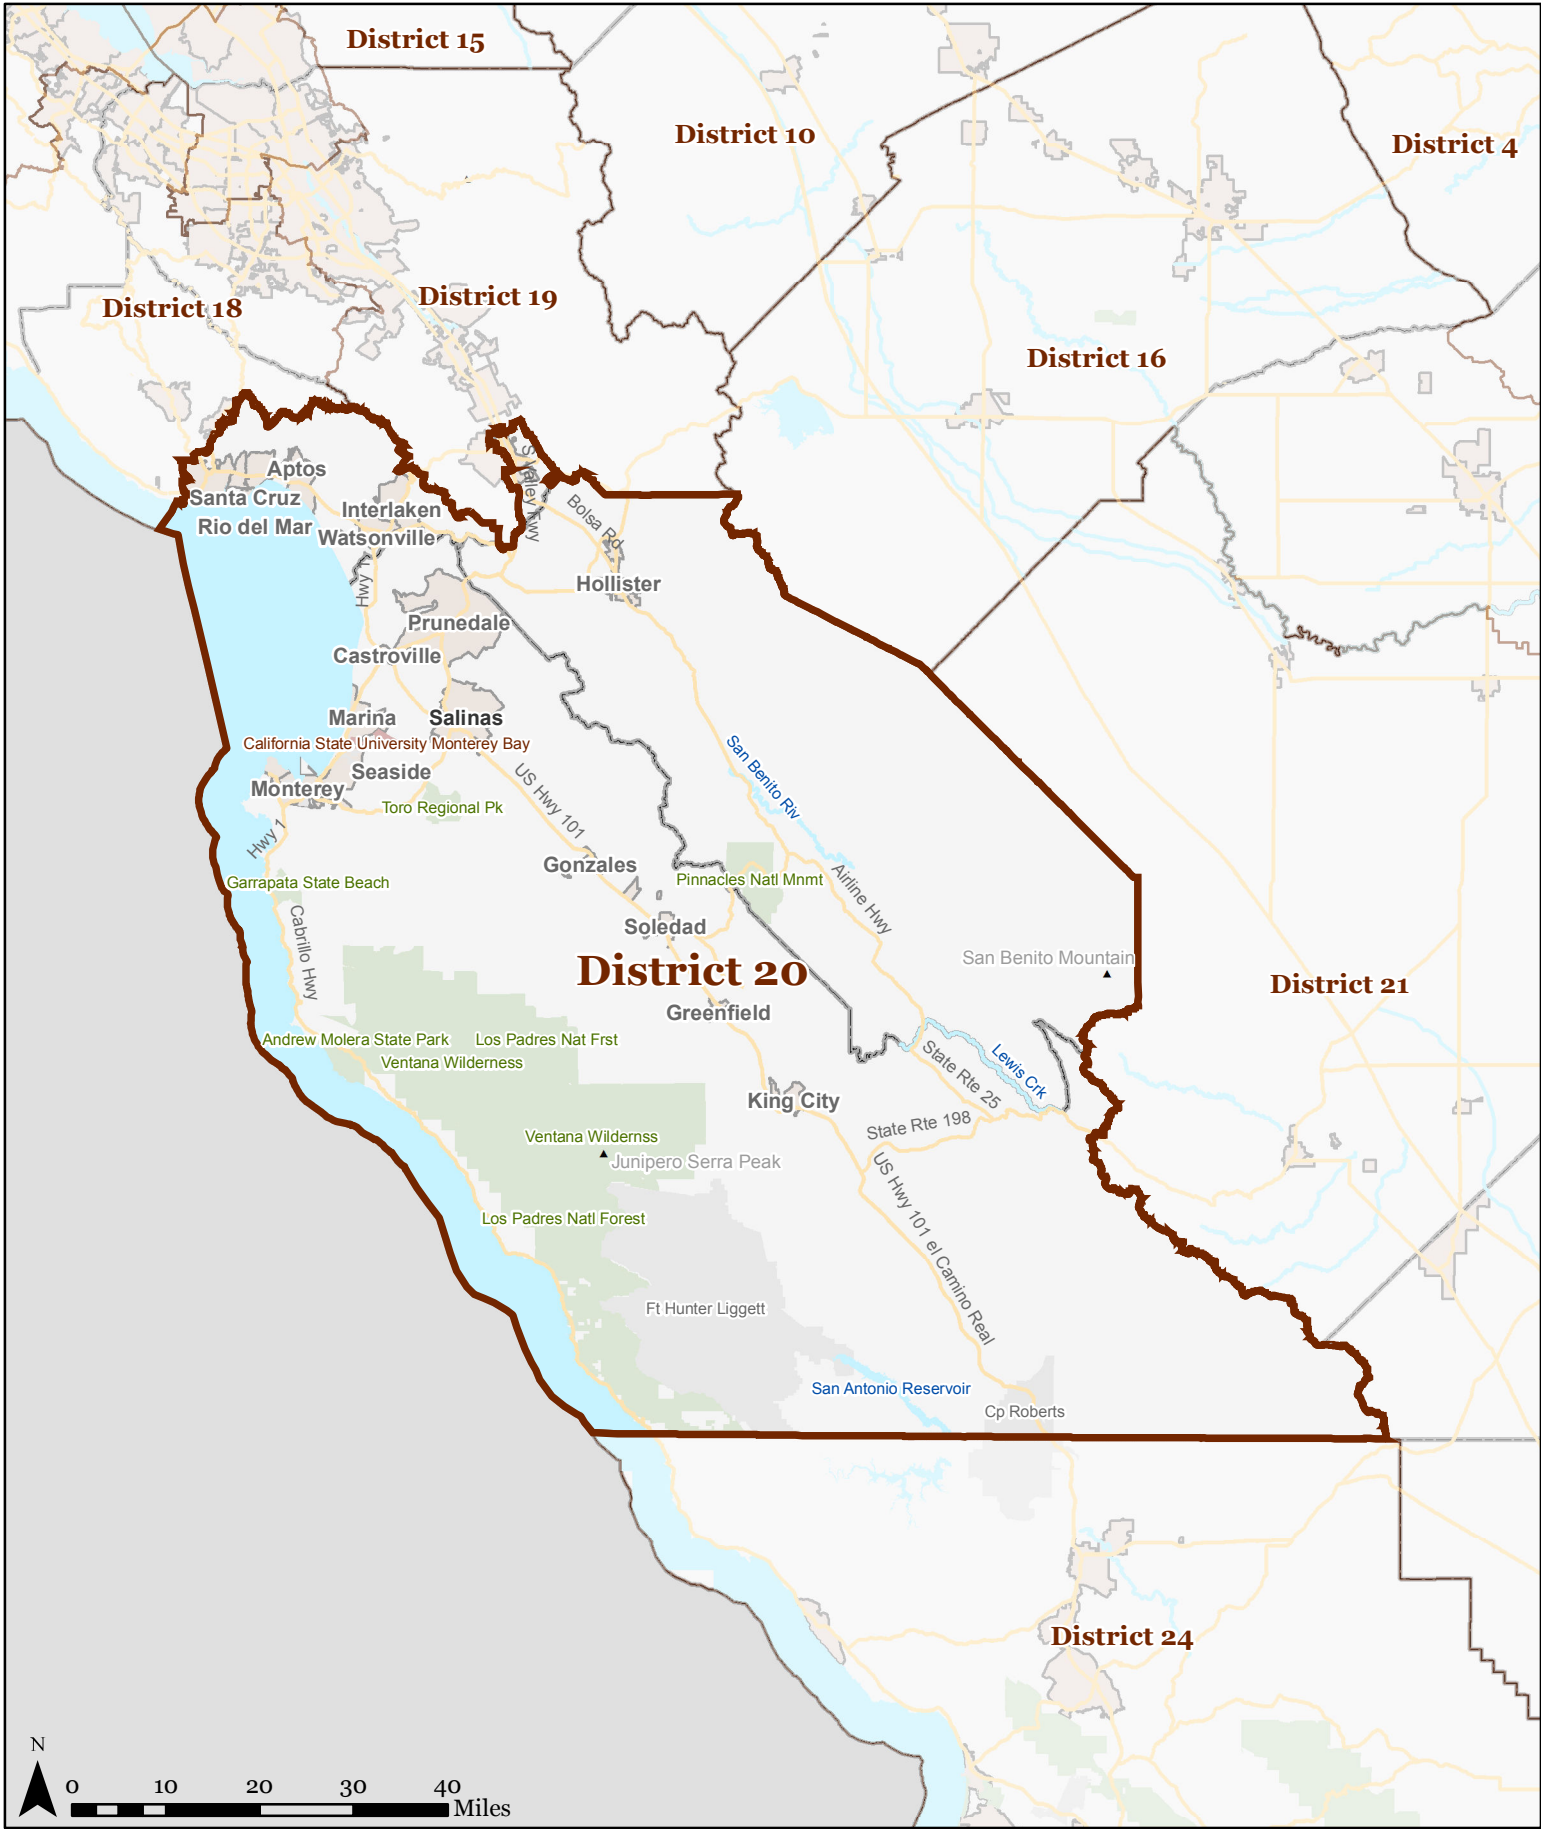 District 15
District 10
District 4
District 18
District 19
District 16
Aptos
Santa Cruz
Rio del Mar
Interlaken
Watsonville
S Valley Fwy
Bolsa Rd
Hwy 1
Hollister
Prunedale
Castroville
Marina
Salinas
California State University Monterey Bay
Seaside
Monterey
Toro Regional Pk
US Hwy 101
San Benito Riv
Hwy 1
Gonzales
Garrapata State Beach
Pinnacles Natl Mnmt
Airline Hwy
Cabrillo Hwy
Soledad
District 20
San Benito Mountain
District 21
Greenfield
Andrew Molera State Park
Los Padres Nat Frst
Ventana Wilderness
State Rte 25
Lewis Crk
King City
State Rte 198
Ventana Wildernss
Junipero Serra Peak
US Hwy 101 el Camino Real
Los Padres Natl Forest
Ft Hunter Liggett
San Antonio Reservoir
Cp Roberts
District 24
N
0 10 20 30 40
Miles